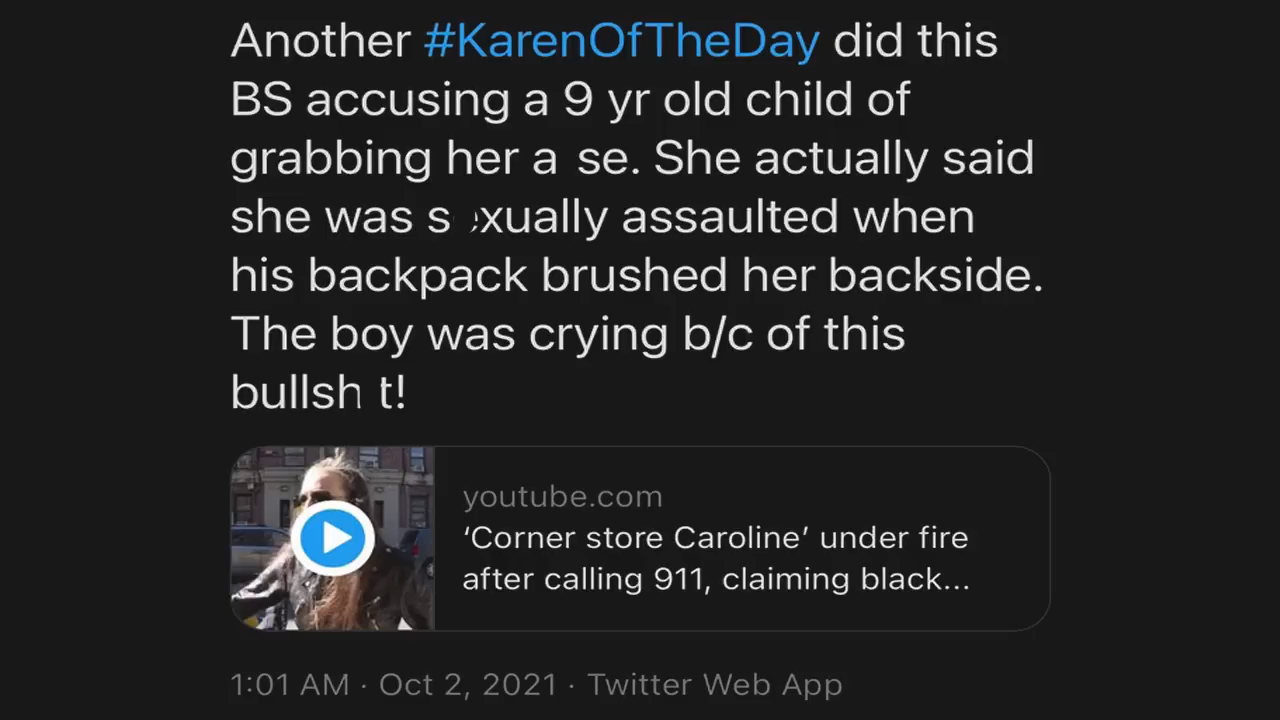 Another #KarenOfTheDay did this
BS accusing a 9 yr old child of
grabbing her a se. She actually said
she was s exually assaulted when
his backpack brushed her backside.
The boy was crying b/c of this
bullsh t!
youtube.com
‘Corner store Caroline’ under fire
after calling 911, claiming black...
1:01 AM · Oct 2, 2021 · Twitter Web App